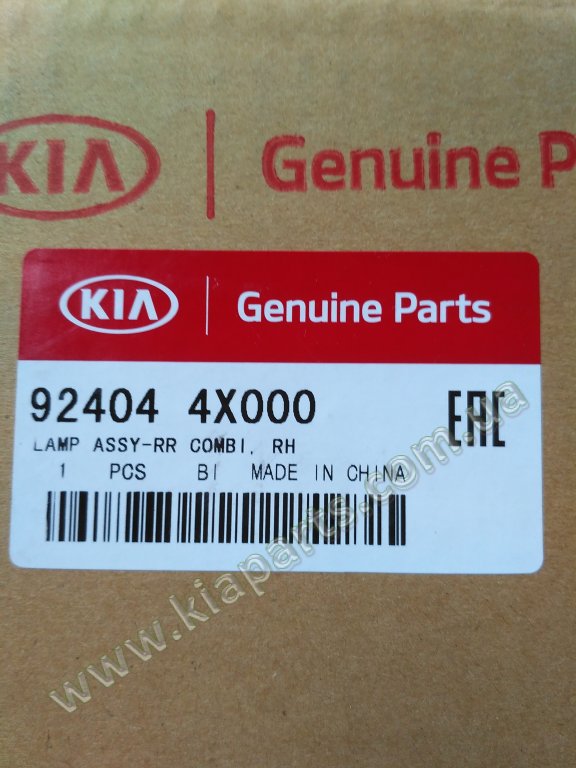 KIA | Genuine P
KIA | Genuine Parts
92404 4X000
EAC
LAMP ASSY-RR COMBI, RH
1 PCS BI MADE IN CHINA
www.kiaparts.com.ua